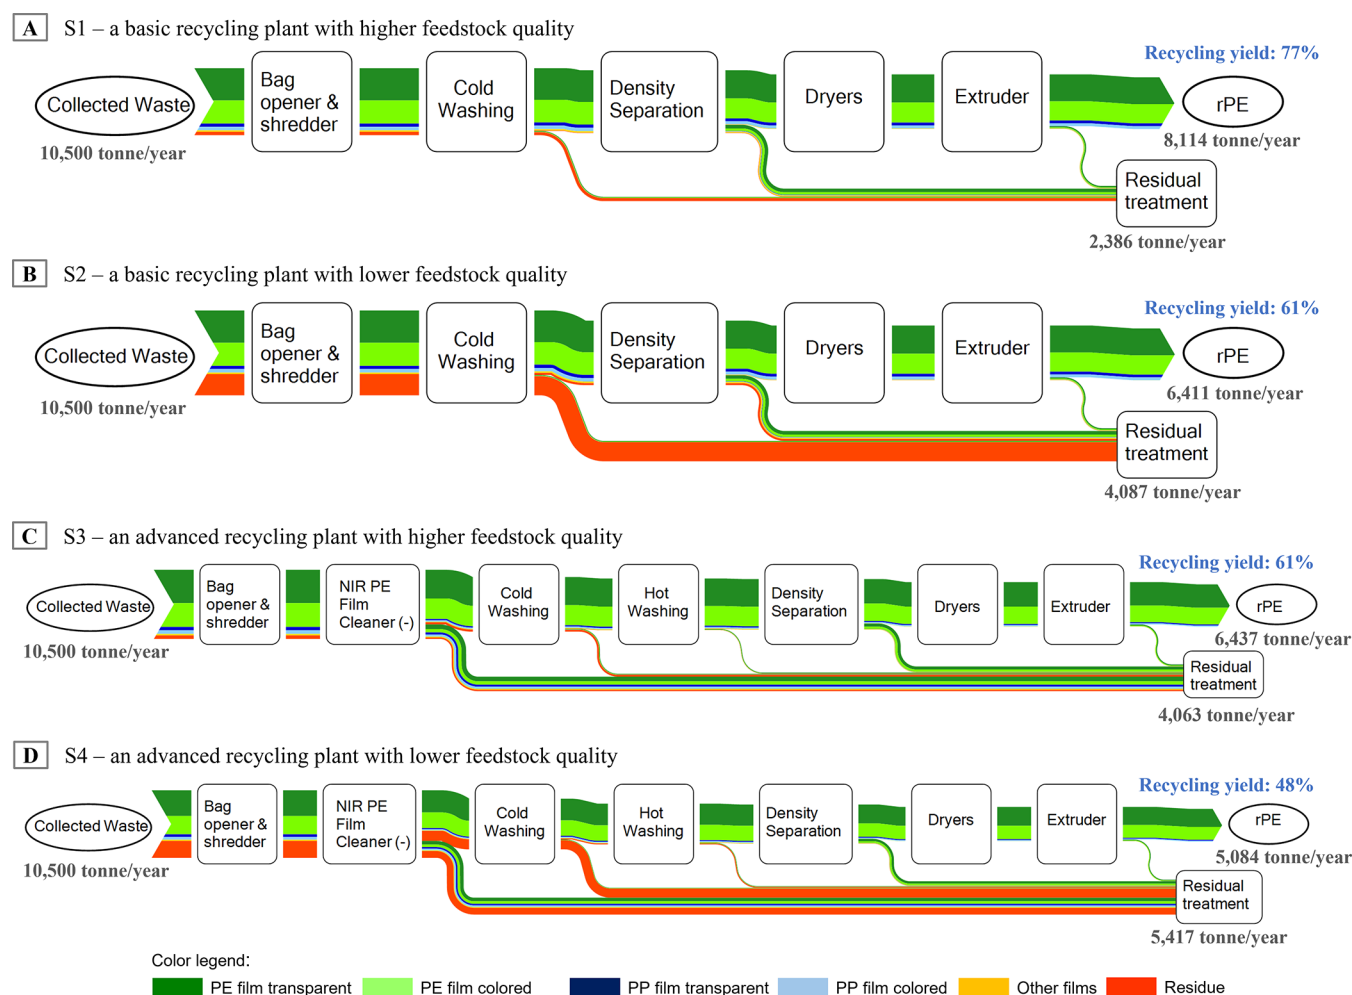 A S1 – a basic recycling plant with higher feedstock quality
Recycling yield: 77%
Collected Waste
10,500 tonne/year
Bag opener & shredder
Cold Washing
Density Separation
Dryers
Extruder
rPE
8,114 tonne/year
Residual treatment
2,386 tonne/year
B S2 – a basic recycling plant with lower feedstock quality
Recycling yield: 61%
Collected Waste
10,500 tonne/year
Bag opener & shredder
Cold Washing
Density Separation
Dryers
Extruder
rPE
6,411 tonne/year
Residual treatment
4,087 tonne/year
C S3 – an advanced recycling plant with higher feedstock quality
Recycling yield: 61%
Collected Waste
10,500 tonne/year
Bag opener & shredder
NIR PE Film Cleaner (-)
Cold Washing
Hot Washing
Density Separation
Dryers
Extruder
rPE
6,437 tonne/year
Residual treatment
4,063 tonne/year
D S4 – an advanced recycling plant with lower feedstock quality
Recycling yield: 48%
Collected Waste
10,500 tonne/year
Bag opener & shredder
NIR PE Film Cleaner (-)
Cold Washing
Hot Washing
Density Separation
Dryers
Extruder
rPE
5,084 tonne/year
Residual treatment
5,417 tonne/year
Color legend:
PE film transparent PE film colored PP film transparent PP film colored Other films Residue